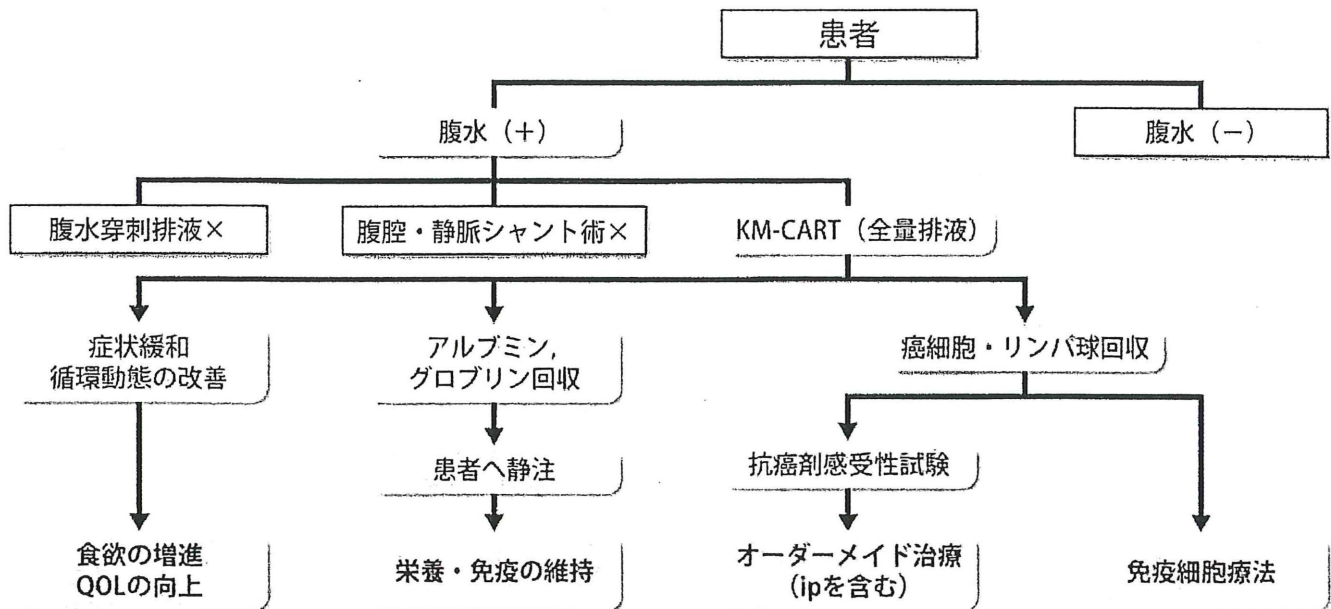 患者
腹水（＋）
腹水（－）
腹水穿刺排液×
腹腔・静脈シャント術×
KM-CART（全量排液）
症状緩和
循環動態の改善
アルブミン,
グロブリン回収
癌細胞・リンパ球回収
患者へ静注
抗癌剤感受性試験
食欲の増進
QOLの向上
栄養・免疫の維持
オーダーメイド治療
（ipを含む）
免疫細胞療法